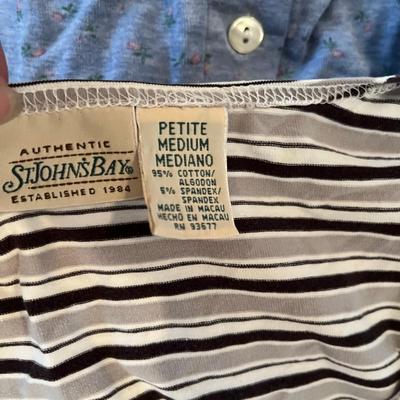 AUTHENTIC
ST.JOHN'S BAY®
ESTABLISHED 1984
PETITE
MEDIUM
MEDIANO
95% COTTON/
ALGODON
5% SPANDEX/
SPANDEX
MADE IN MACAU
HECHO EN MACAU
RN 93677